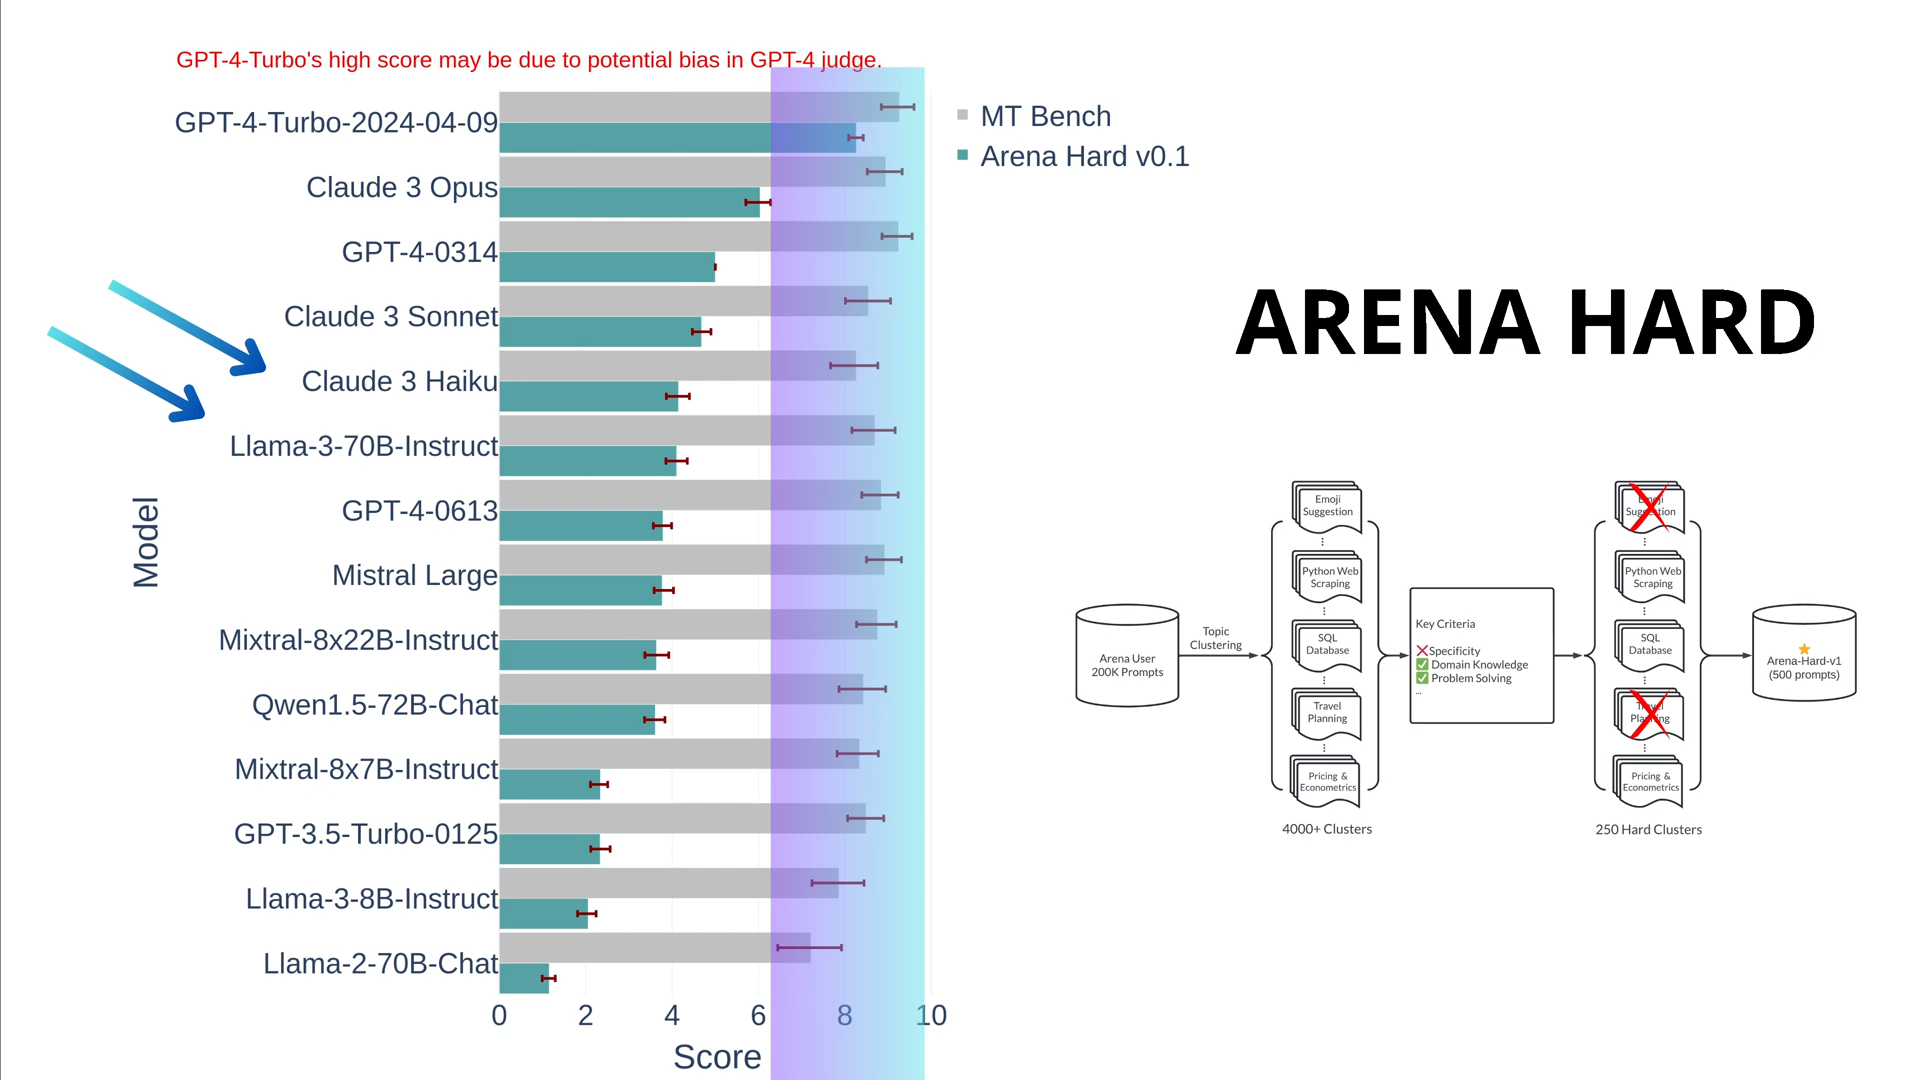 GPT-4-Turbo's high score may be due to potential bias in GPT-4 judge.
GPT-4-Turbo-2024-04-09
Claude 3 Opus
GPT-4-0314
Claude 3 Sonnet
Claude 3 Haiku
Llama-3-70B-Instruct
GPT-4-0613
Mistral Large
Mixtral-8x22B-Instruct
Qwen1.5-72B-Chat
Mixtral-8x7B-Instruct
GPT-3.5-Turbo-0125
Llama-3-8B-Instruct
Llama-2-70B-Chat
Model
0 2 4 6 8 10
Score
MT Bench
Arena Hard v0.1
ARENA HARD
Arena User
200K Prompts
Topic
Clustering
Emoji
Suggestion
Python Web
Scraping
SQL
Database
Travel
Planning
Pricing &
Econometrics
4000+ Clusters
Key Criteria
❌Specificity
✅ Domain Knowledge
✅ Problem Solving
...
Emoji
Suggestion
Python Web
Scraping
SQL
Database
Travel
Planning
Pricing &
Econometrics
250 Hard Clusters
Arena-Hard-v1
(500 prompts)